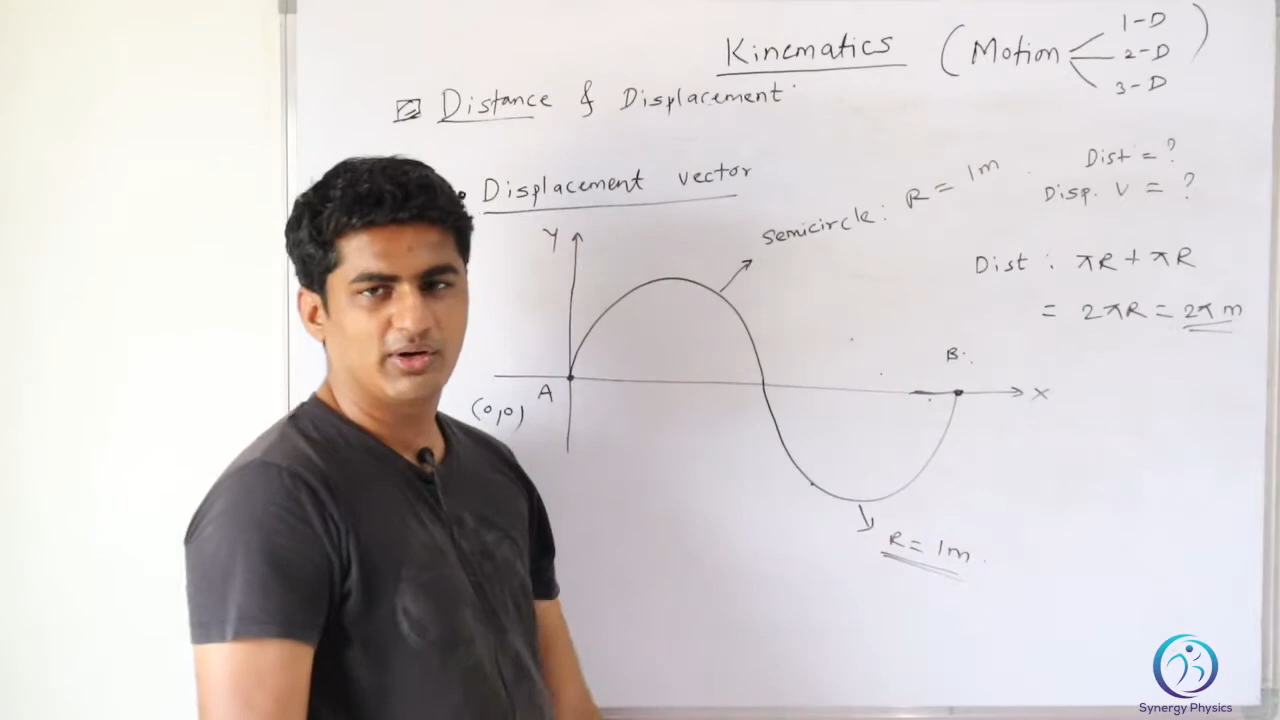 Kinematics (Motion 1-D 2-D 3-D)
Distance & Displacement
Displacement vector
Semicircle: R = 1m
Dist = ?
Disp. V = ?
Dist : πR + πR
= 2πR = 2π m
Y
B
A
X
(0,0)
R = 1m
Synergy Physics